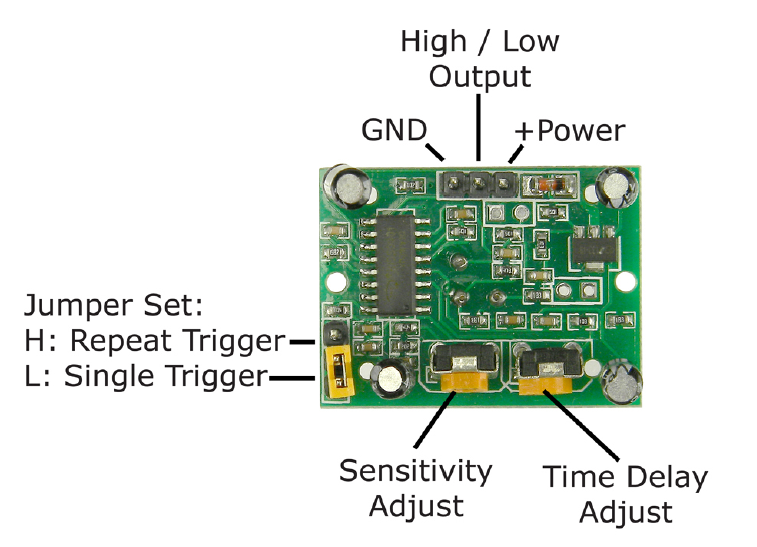 High / Low
Output
GND
+Power
Jumper Set:
H: Repeat Trigger
L: Single Trigger
Sensitivity
Adjust
Time Delay
Adjust